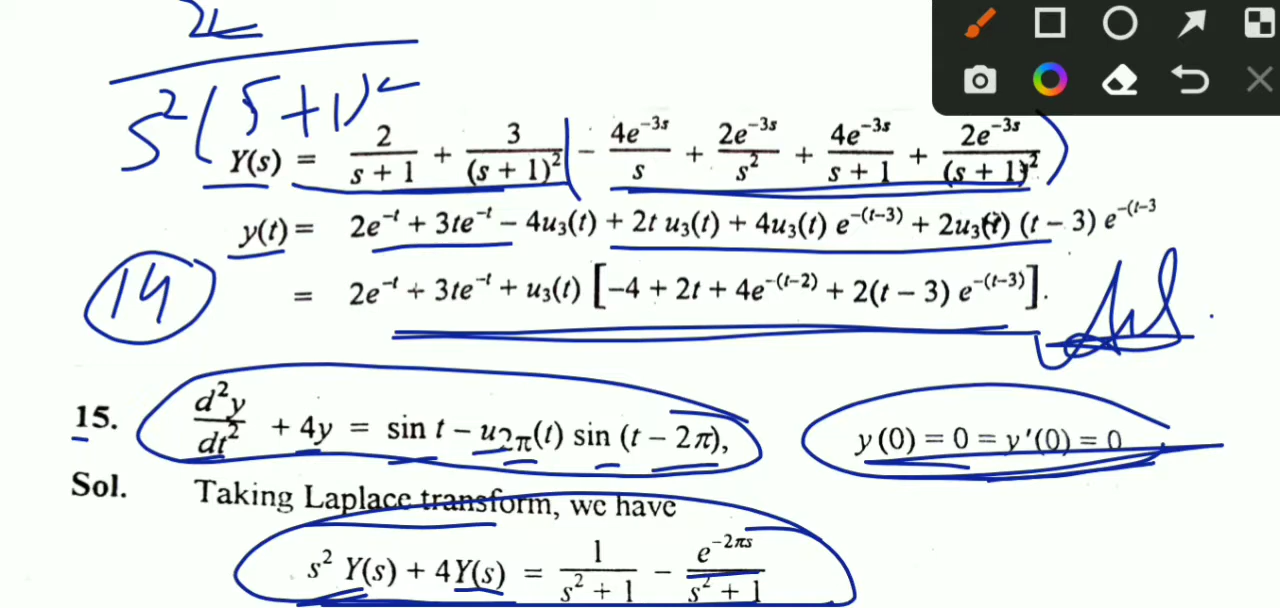 s²(s+1)²
Y(s) = 2/(s + 1) + 3/(s + 1)² - 4e⁻³ˢ/s + 2e⁻³ˢ/s² + 4e⁻³ˢ/(s + 1) + 2e⁻³ˢ/(s + 1)²
y(t) = 2e⁻ᵗ + 3te⁻ᵗ – 4u₃(t) + 2t u₃(t) + 4u₃(t) e^–(t–3) + 2u₃(t) (t – 3) e^–(t–3
14
= 2e⁻ᵗ + 3te⁻ᵗ + u₃(t) [–4 + 2t + 4e^–(t–2) + 2(t – 3) e^–(t–3)].
15. d²y/dt² + 4y = sin t – u₂π(t) sin (t – 2π), y(0) = 0 = y'(0) = 0
Sol. Taking Laplace transform, we have
s² Y(s) + 4Y(s) = 1/(s² + 1) – e^–2πs/(s² + 1)